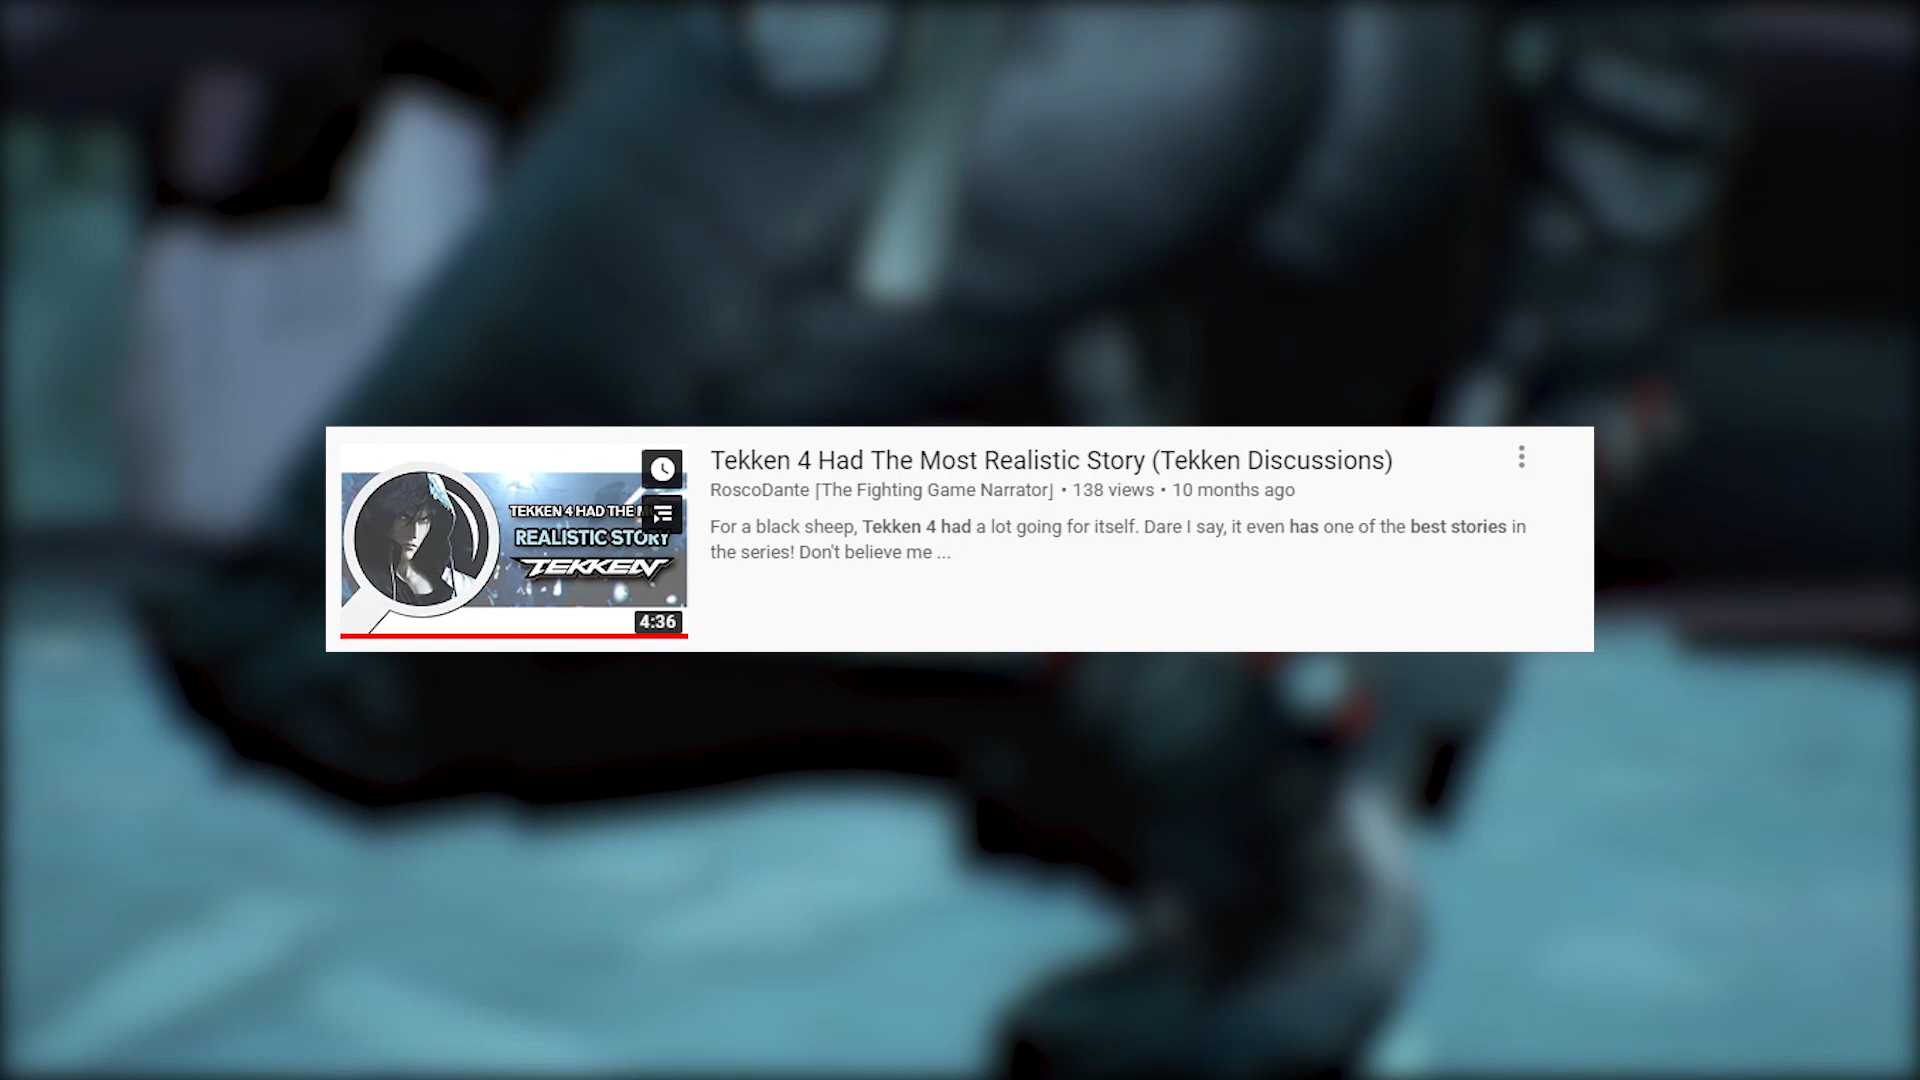 Tekken 4 Had The Most Realistic Story (Tekken Discussions)
RoscoDante [The Fighting Game Narrator] • 138 views • 10 months ago
For a black sheep, Tekken 4 had a lot going for itself. Dare I say, it even has one of the best stories in
the series! Don't believe me ...
TEKKEN 4 HAD THE
REALISTIC STORY
TEKKEN
4:36